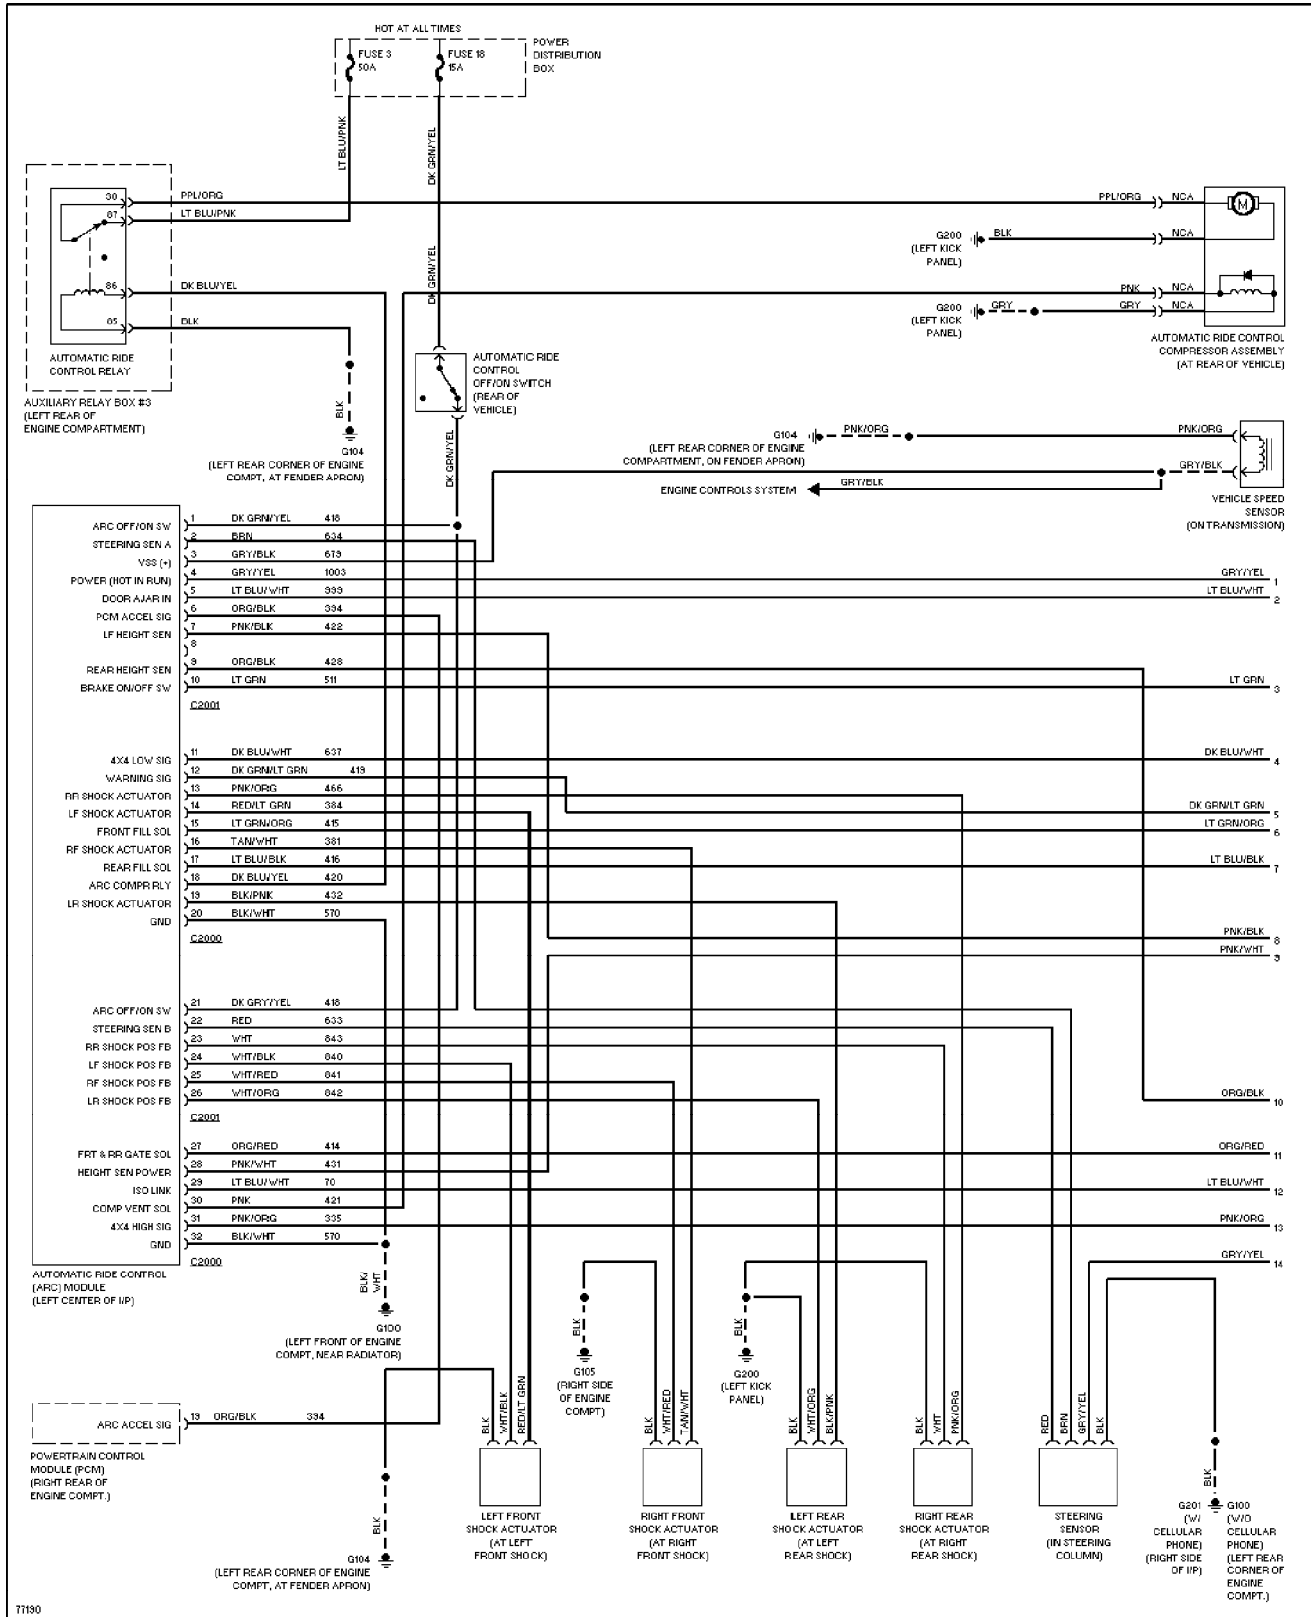 HOT AT ALL TIMES
FUSE 3
50A
FUSE 18
15A
POWER
DISTRIBUTION
BOX
LT BLU/PNK
DK GRN/YEL
DK GRN/YEL
30
PPL/ORG
87
LT BLU/PNK
86
DK BLU/YEL
85
BLK
AUTOMATIC RIDE
CONTROL RELAY
AUXILIARY RELAY BOX #3
(LEFT REAR OF
ENGINE COMPARTMENT)
BLK
G104
(LEFT REAR CORNER OF ENGINE
COMPT, AT FENDER APRON)
AUTOMATIC RIDE
CONTROL
OFF/ON SWITCH
(REAR OF
VEHICLE)
DK GRN/YEL
PPL/ORG NCA
M
G200
(LEFT KICK
PANEL)
BLK NCA
PNK NCA
G200
(LEFT KICK
PANEL)
GRY GRY NCA
AUTOMATIC RIDE CONTROL
COMPRESSOR ASSEMBLY
(AT REAR OF VEHICLE)
G104
(LEFT REAR CORNER OF ENGINE
COMPARTMENT, ON FENDER APRON)
PNK/ORG PNK/ORG
GRY/BLK
ENGINE CONTROLS SYSTEM GRY/BLK
VEHICLE SPEED
SENSOR
(ON TRANSMISSION)
ARC OFF/ON SW 1 DK GRN/YEL 418
STEERING SEN A 2 BRN 634
VSS (+) 3 GRY/BLK 679
POWER (HOT IN RUN) 4 GRY/YEL 1003 GRY/YEL 1
DOOR AJAR IN 5 LT BLU/WHT 999 LT BLU/WHT 2
PCM ACCEL SIG 6 ORG/BLK 394
LF HEIGHT SEN 7 PNK/BLK 422
8
REAR HEIGHT SEN 9 ORG/BLK 428
BRAKE ON/OFF SW 10 LT GRN 511 LT GRN 3
C2001
4X4 LOW SIG 11 DK BLU/WHT 637 DK BLU/WHT 4
WARNING SIG 12 DK GRN/LT GRN 419
RR SHOCK ACTUATOR 13 PNK/ORG 466
LF SHOCK ACTUATOR 14 RED/LT GRN 384 DK GRN/LT GRN 5
FRONT FILL SOL 15 LT GRN/ORG 415 LT GRN/ORG 6
RF SHOCK ACTUATOR 16 TAN/WHT 381
REAR FILL SOL 17 LT BLU/BLK 416 LT BLU/BLK 7
ARC COMPR RLY 18 DK BLU/YEL 420
LR SHOCK ACTUATOR 19 BLK/PNK 432
GND 20 BLK/WHT 570
C2000
PNK/BLK 8
PNK/WHT 9
ARC OFF/ON SW 21 DK GRY/YEL 418
STEERING SEN B 22 RED 633
RR SHOCK POS FB 23 WHT 843
LF SHOCK POS FB 24 WHT/BLK 840
RF SHOCK POS FB 25 WHT/RED 841
LR SHOCK POS FB 26 WHT/ORG 842 ORG/BLK 10
C2001
FRT & RR GATE SOL 27 ORG/RED 414 ORG/RED 11
HEIGHT SEN POWER 28 PNK/WHT 431
ISO LINK 29 LT BLU/WHT 70 LT BLU/WHT 12
COMP VENT SOL 30 PNK 421
4X4 HIGH SIG 31 PNK/ORG 335 PNK/ORG 13
GND 32 BLK/WHT 570
C2000
GRY/YEL 14
AUTOMATIC RIDE CONTROL
(ARC) MODULE
(LEFT CENTER OF I/P)
BLK/
WHT
G100
(LEFT FRONT OF ENGINE
COMPT, NEAR RADIATOR)
BLK
G105
(RIGHT SIDE
OF ENGINE
COMPT)
BLK
G200
(LEFT KICK
PANEL)
ARC ACCEL SIG 19 ORG/BLK 394
POWERTRAIN CONTROL
MODULE (PCM)
(RIGHT REAR OF
ENGINE COMPT.)
BLK
G104
(LEFT REAR CORNER OF ENGINE
COMPT, AT FENDER APRON)
BLK
WHT/BLK
RED/LT GRN
LEFT FRONT
SHOCK ACTUATOR
(AT LEFT
FRONT SHOCK)
BLK
WHT/RED
TAN/WHT
RIGHT FRONT
SHOCK ACTUATOR
(AT RIGHT
FRONT SHOCK)
BLK
WHT/ORG
BLK/PNK
LEFT REAR
SHOCK ACTUATOR
(AT LEFT
REAR SHOCK)
BLK
WHT
PNK/ORG
RIGHT REAR
SHOCK ACTUATOR
(AT RIGHT
REAR SHOCK)
RED
BRN
GRY/YEL
BLK
STEERING
SENSOR
(IN STEERING
COLUMN)
BLK
G201
(W/
CELLULAR
PHONE)
(RIGHT SIDE
OF I/P)
G100
(W/O
CELLULAR
PHONE)
(LEFT REAR
CORNER OF
ENGINE
COMPT.)
77190